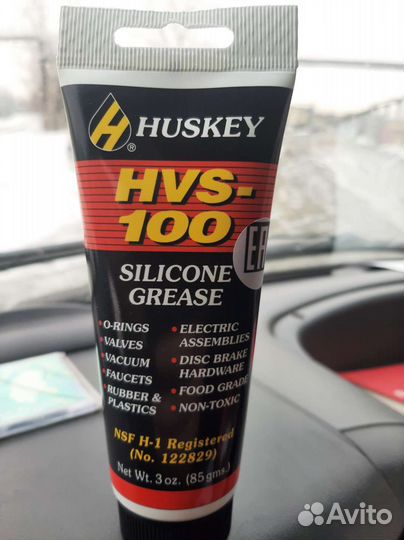 HUSKEY
HVS-
100
EAC
SILICONE
GREASE
• O-RINGS
• VALVES
• VACUUM
• FAUCETS
• RUBBER &
PLASTICS
• ELECTRIC
ASSEMBLIES
• DISC BRAKE
HARDWARE
• FOOD GRADE
• NON-TOXIC
NSF H-1 Registered
(No. 122829)
Net Wt. 3 oz. (85 gms.)
Avito